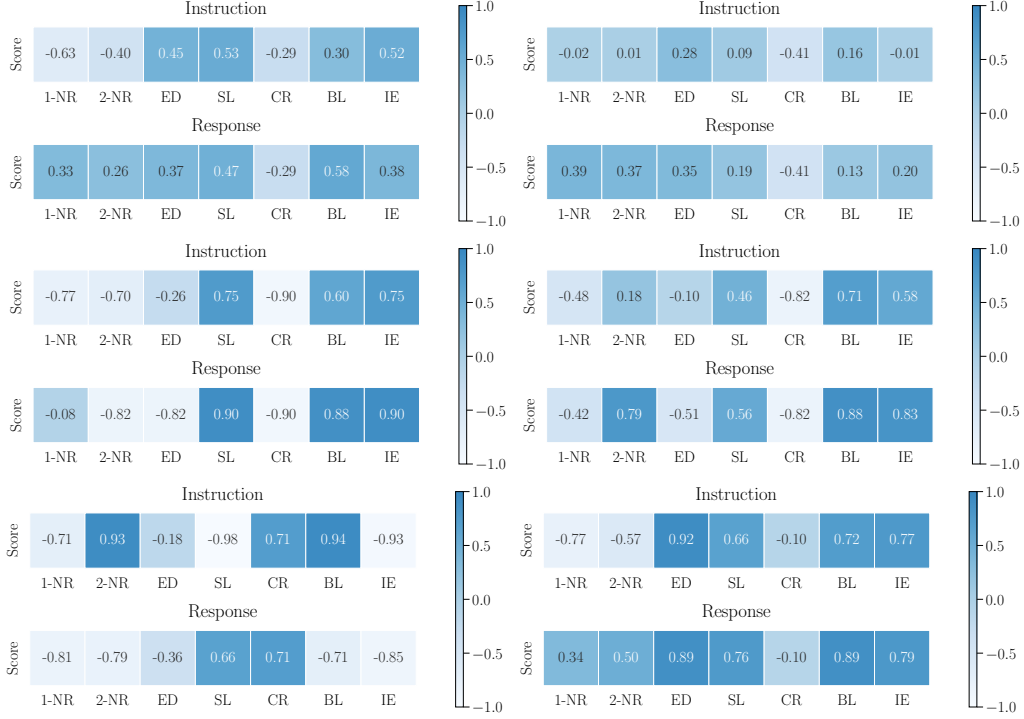 Instruction
Score
-0.63 -0.40 0.45 0.53 -0.29 0.30 0.52
1-NR 2-NR ED SL CR BL IE
Response
Score
0.33 0.26 0.37 0.47 -0.29 0.58 0.38
1-NR 2-NR ED SL CR BL IE
1.0
0.5
0.0
−0.5
−1.0
Instruction
Score
-0.02 0.01 0.28 0.09 -0.41 0.16 -0.01
1-NR 2-NR ED SL CR BL IE
Response
Score
0.39 0.37 0.35 0.19 -0.41 0.13 0.20
1-NR 2-NR ED SL CR BL IE
1.0
0.5
0.0
−0.5
−1.0
Instruction
Score
-0.77 -0.70 -0.26 0.75 -0.90 0.60 0.75
1-NR 2-NR ED SL CR BL IE
Response
Score
-0.08 -0.82 -0.82 0.90 -0.90 0.88 0.90
1-NR 2-NR ED SL CR BL IE
1.0
0.5
0.0
−0.5
−1.0
Instruction
Score
-0.48 0.18 -0.10 0.46 -0.82 0.71 0.58
1-NR 2-NR ED SL CR BL IE
Response
Score
-0.42 0.79 -0.51 0.56 -0.82 0.88 0.83
1-NR 2-NR ED SL CR BL IE
1.0
0.5
0.0
−0.5
−1.0
Instruction
Score
-0.71 0.93 -0.18 -0.98 0.71 0.94 -0.93
1-NR 2-NR ED SL CR BL IE
Response
Score
-0.81 -0.79 -0.36 0.66 0.71 -0.71 -0.85
1-NR 2-NR ED SL CR BL IE
1.0
0.5
0.0
−0.5
−1.0
Instruction
Score
-0.77 -0.57 0.92 0.66 -0.10 0.72 0.77
1-NR 2-NR ED SL CR BL IE
Response
Score
0.34 0.50 0.89 0.76 -0.10 0.89 0.79
1-NR 2-NR ED SL CR BL IE
1.0
0.5
0.0
−0.5
−1.0